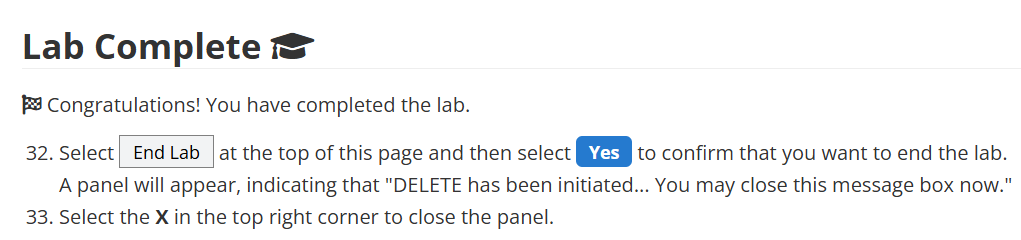 Lab Complete
Congratulations! You have completed the lab.
32. Select End Lab at the top of this page and then select Yes to confirm that you want to end the lab.
A panel will appear, indicating that "DELETE has been initiated... You may close this message box now."
33. Select the X in the top right corner to close the panel.